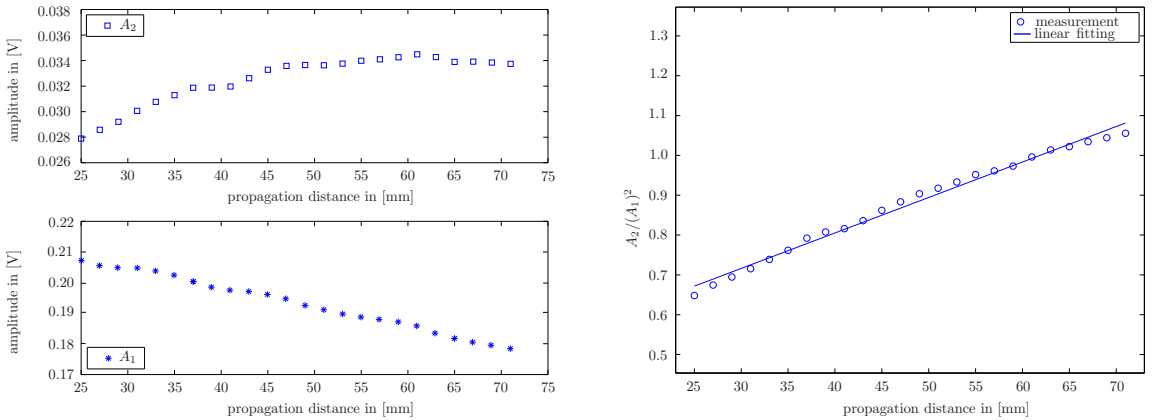 amplitude in [V]
0.038
0.036
0.034
0.032
0.030
0.028
0.026
A2
25 30 35 40 45 50 55 60 65 70 75
propagation distance in [mm]
amplitude in [V]
0.22
0.21
0.20
0.19
0.18
0.17
A1
25 30 35 40 45 50 55 60 65 70 75
propagation distance in [mm]
A2/(A1)^2
1.3
1.2
1.1
1.0
0.9
0.8
0.7
0.6
0.5
measurement
linear fitting
25 30 35 40 45 50 55 60 65 70
propagation distance in [mm]